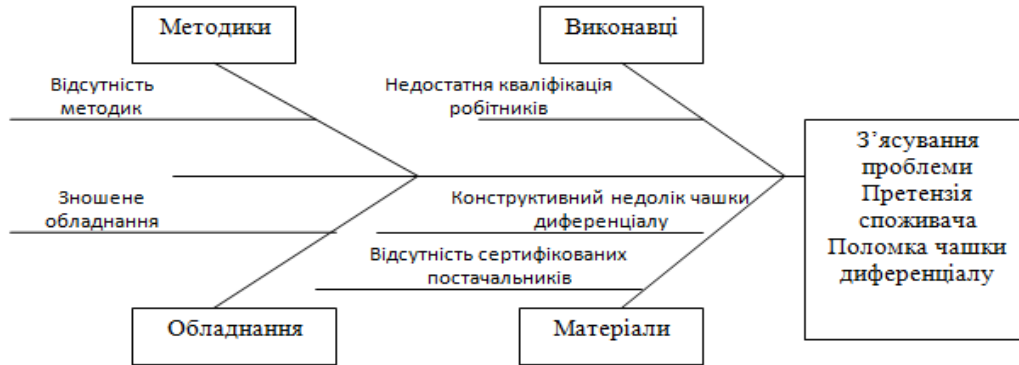 Методики
Виконавці
Відсутність
методик
Недостатня кваліфікація
робітників
З’ясування
проблеми
Претензія
споживача
Поломка чашки
диференціалу
Зношене
обладнання
Конструктивний недолік чашки
диференціалу
Відсутність сертифікованих
постачальників
Обладнання
Матеріали